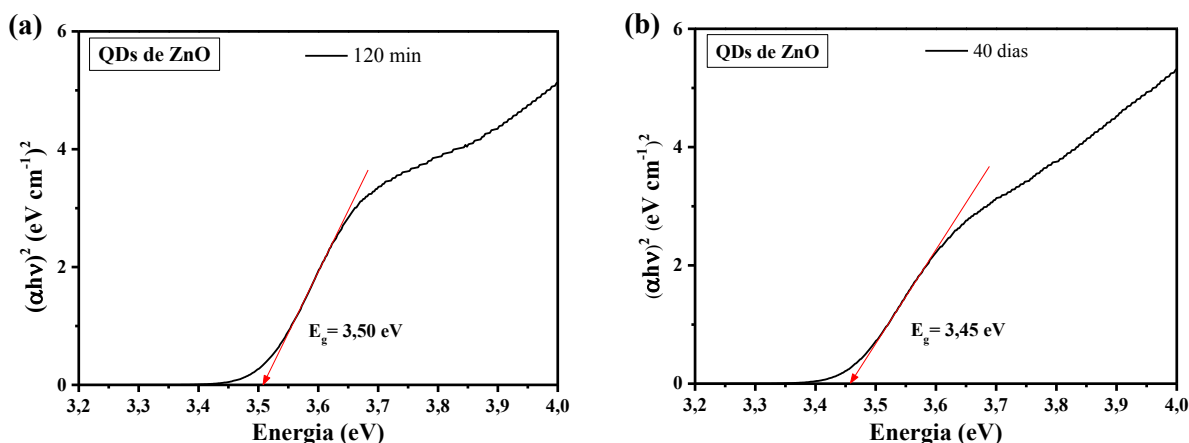 (a)
QDs de ZnO
120 min
6
4
2
0
(αhν)² (eV cm⁻¹)²
E_g= 3,50 eV
3,2 3,3 3,4 3,5 3,6 3,7 3,8 3,9 4,0
Energia (eV)
(b)
QDs de ZnO
40 dias
6
4
2
0
(αhν)² (eV cm⁻¹)²
E_g= 3,45 eV
3,2 3,3 3,4 3,5 3,6 3,7 3,8 3,9 4,0
Energia (eV)